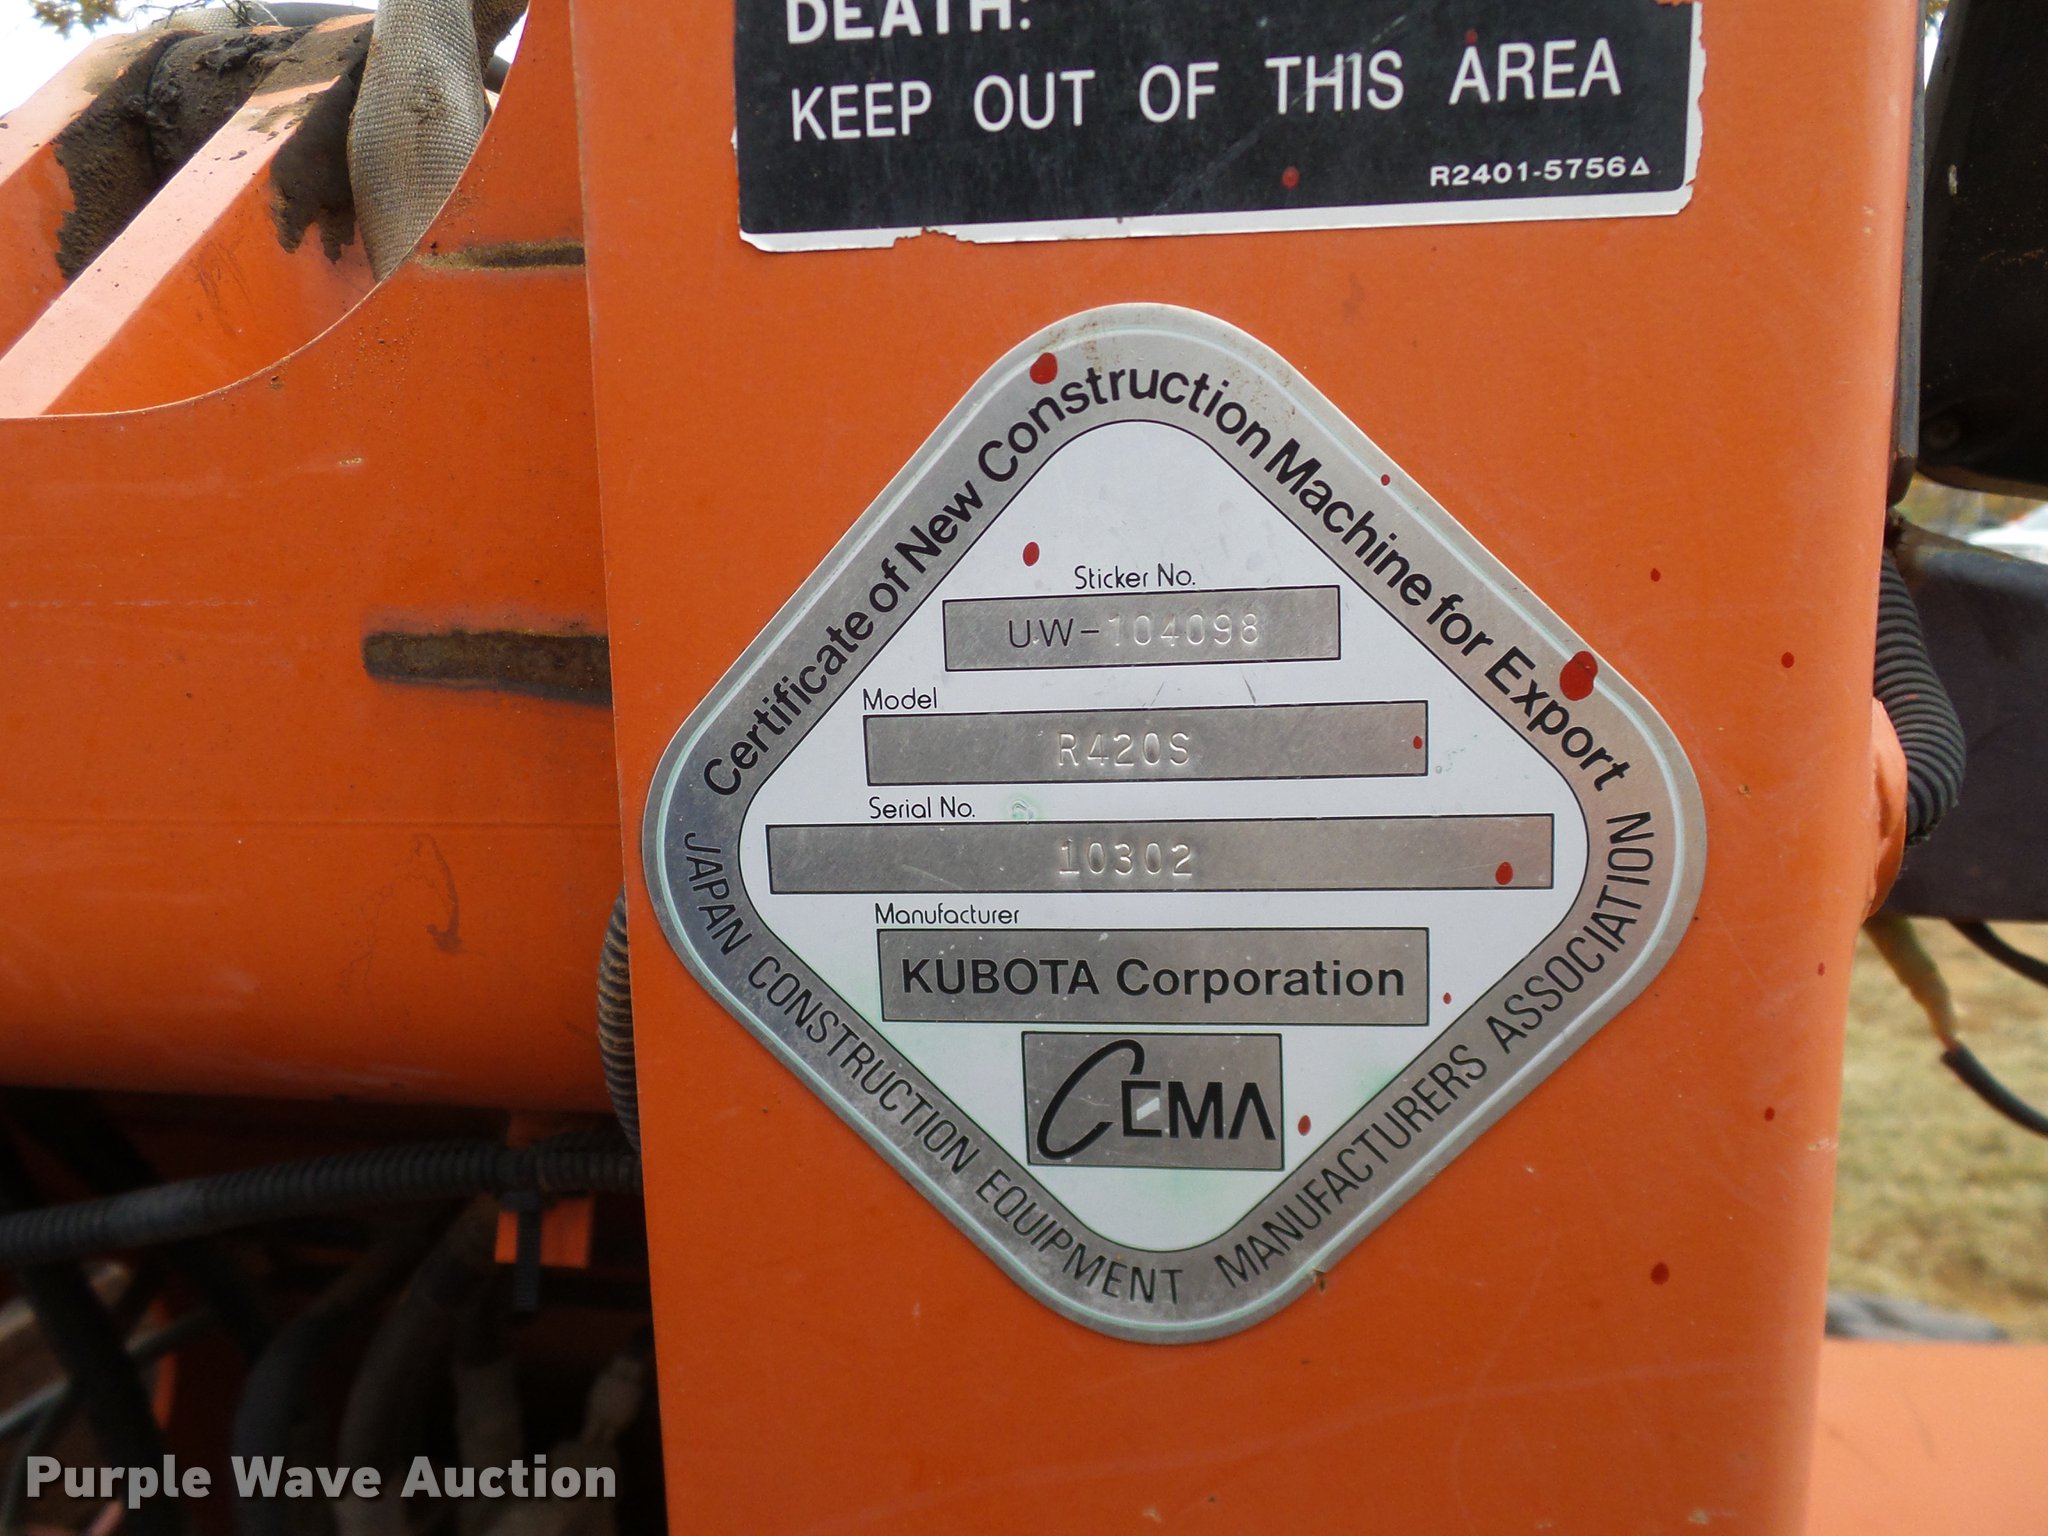 DEATH:
KEEP OUT OF THIS AREA
R2401-5756
Certificate of New Construction Machine for Export
Sticker No.
UW-104098
Model
R420S
Serial No.
10302
Manufacturer
KUBOTA Corporation
CEMA
JAPAN CONSTRUCTION EQUIPMENT MANUFACTURERS ASSOCIATION
Purple Wave Auction